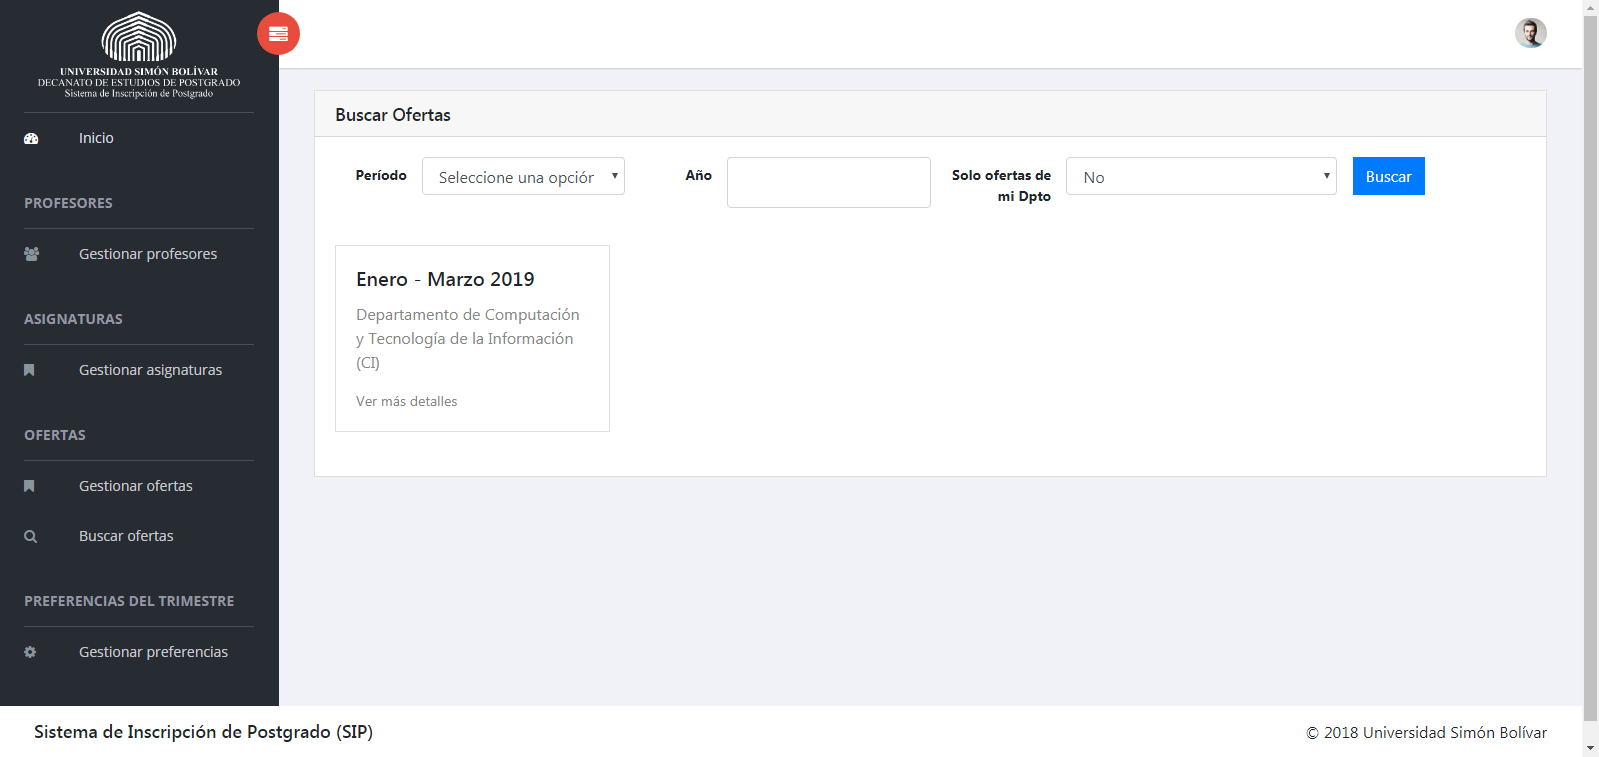 UNIVERSIDAD SIMÓN BOLÍVAR
DECANATO DE ESTUDIOS DE POSTGRADO
Sistema de Inscripción de Postgrado
Inicio
PROFESORES
Gestionar profesores
ASIGNATURAS
Gestionar asignaturas
OFERTAS
Gestionar ofertas
Buscar ofertas
PREFERENCIAS DEL TRIMESTRE
Gestionar preferencias
Buscar Ofertas
Período
Seleccione una opción
Año
Solo ofertas de
mi Dpto
No
Buscar
Enero - Marzo 2019
Departamento de Computación
y Tecnología de la Información
(CI)
Ver más detalles
Sistema de Inscripción de Postgrado (SIP)
© 2018 Universidad Simón Bolívar